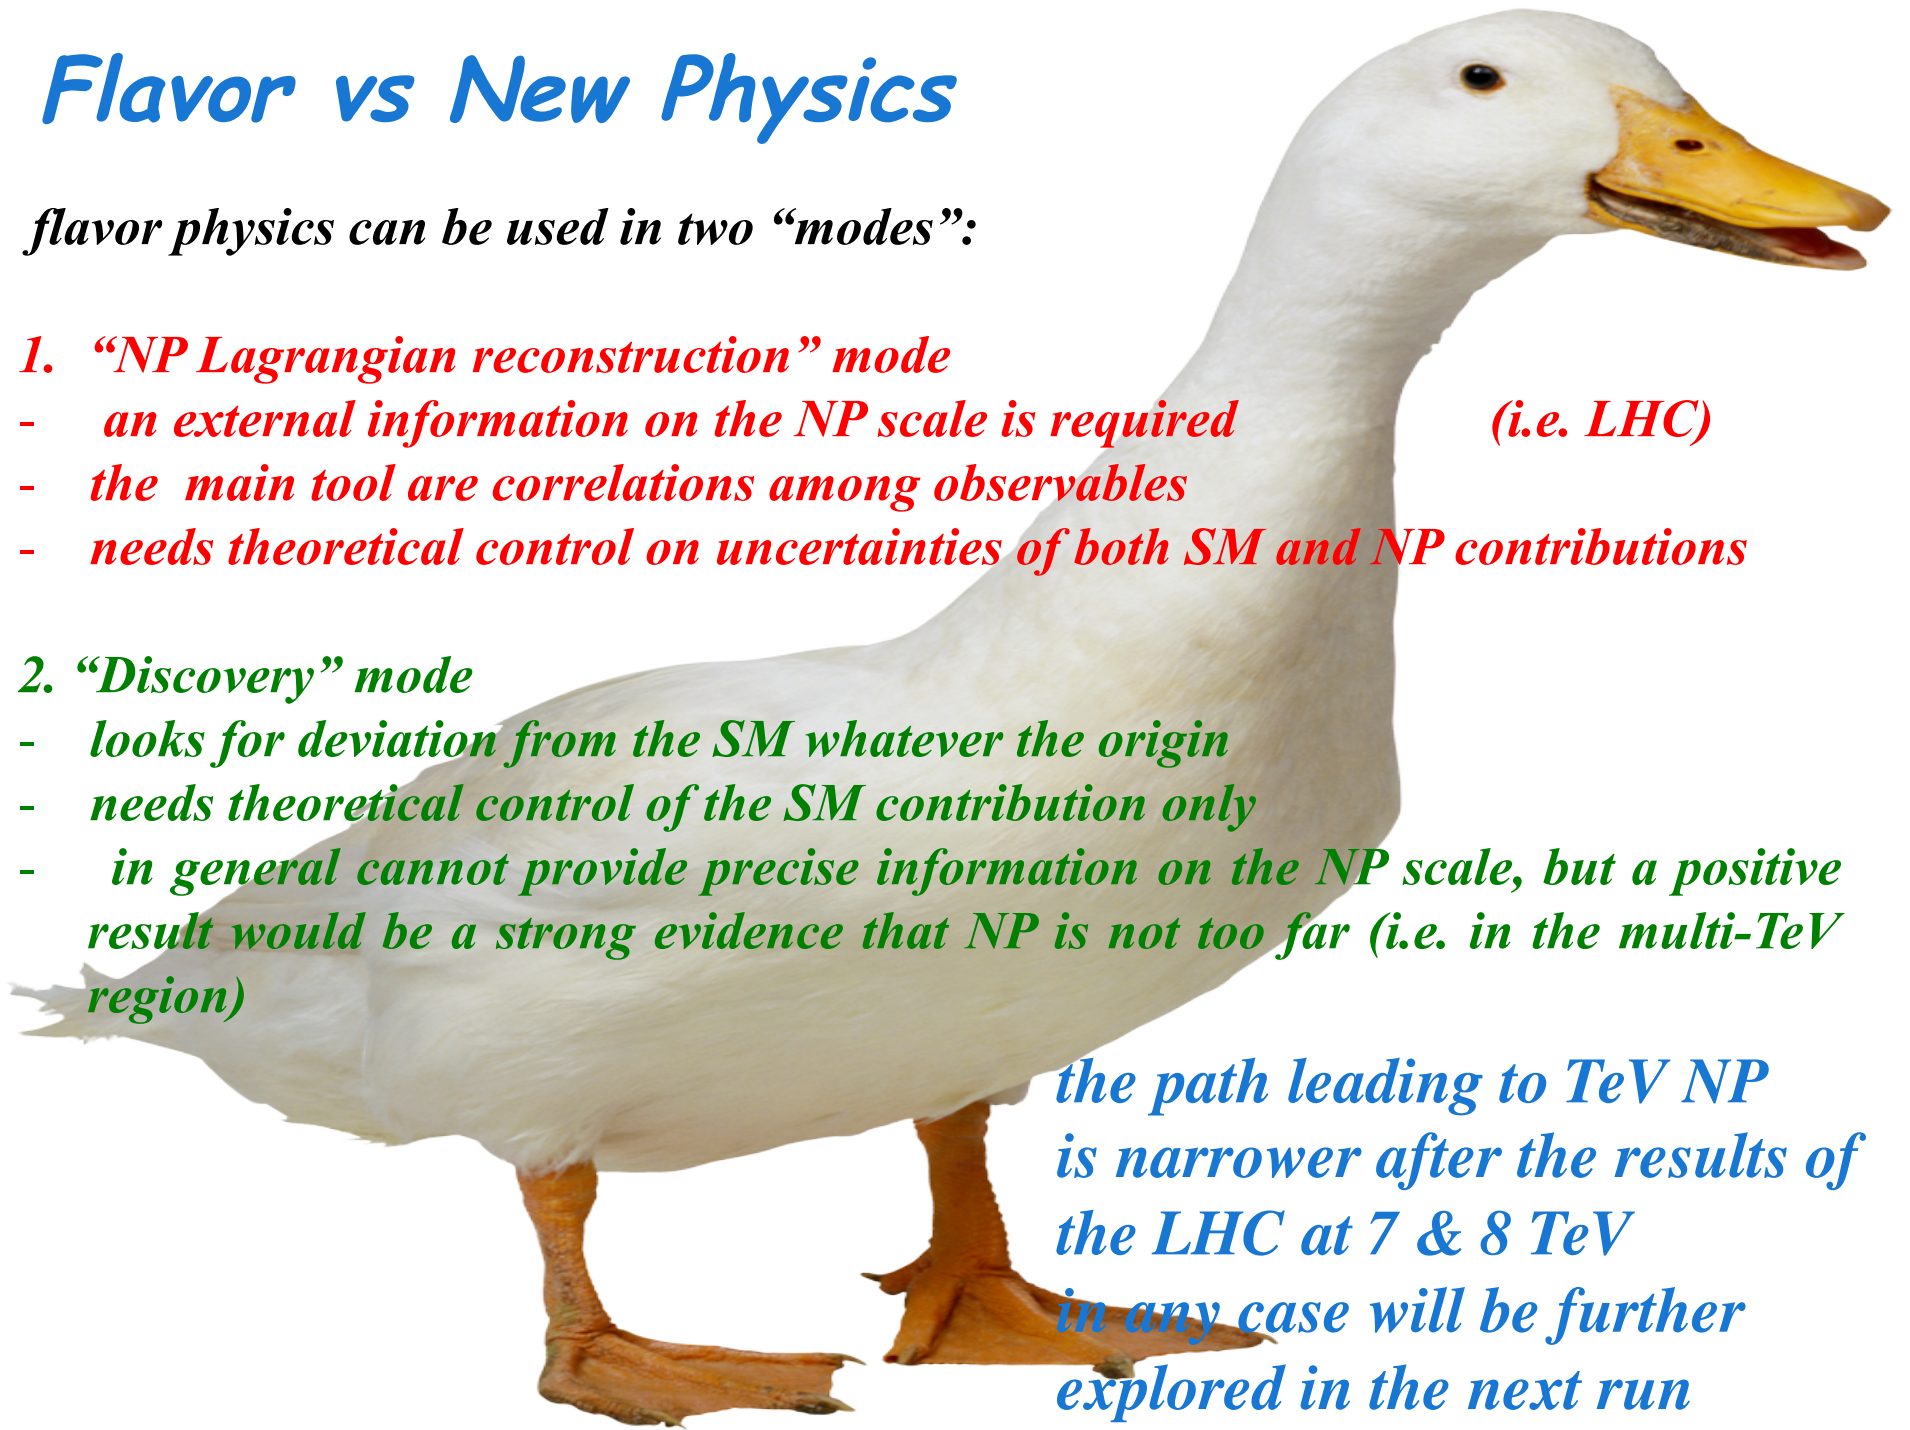 Flavor vs New Physics
flavor physics can be used in two “modes”:
1. “NP Lagrangian reconstruction” mode
- an external information on the NP scale is required (i.e. LHC)
- the main tool are correlations among observables
- needs theoretical control on uncertainties of both SM and NP contributions
2. “Discovery” mode
- looks for deviation from the SM whatever the origin
- needs theoretical control of the SM contribution only
- in general cannot provide precise information on the NP scale, but a positive
result would be a strong evidence that NP is not too far (i.e. in the multi-TeV
region)
the path leading to TeV NP
is narrower after the results of
the LHC at 7 & 8 TeV
in any case will be further
explored in the next run